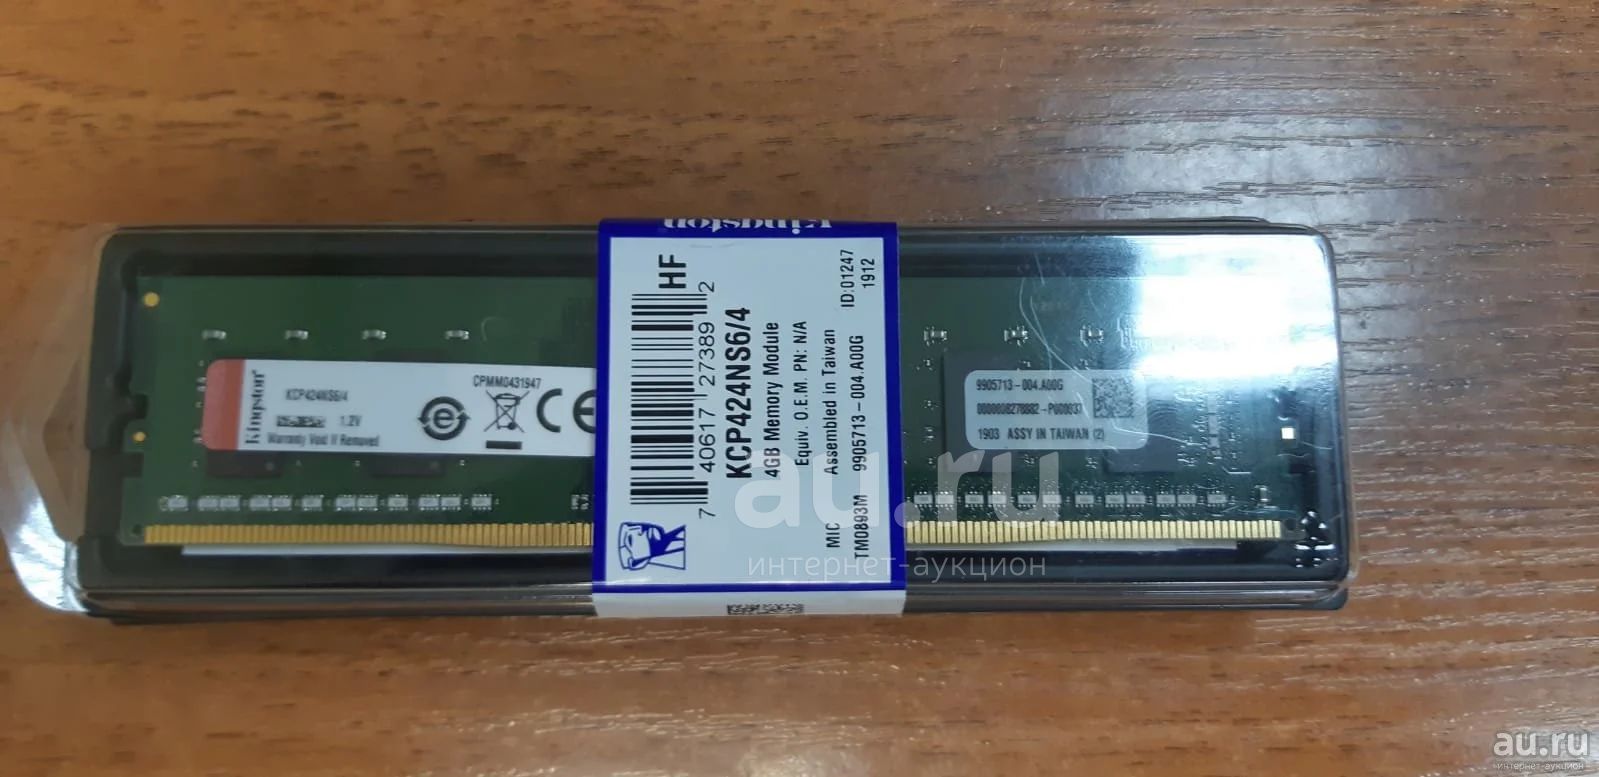 Kingston
KCP424NS6/4
1.2V
Warranty Void If Removed
CPMM0431947
CE
Kingston
HF
7 40617 27389 2
KCP424NS6/4
4GB Memory Module
Equiv. O.E.M. PN: N/A
Assembled in Taiwan
MIC
TM0893M 9905713-004.A00G
ID:01247
1912
9905713-004.A00G
1903 ASSY IN TAIWAN (2)
au.ru
интернет-аукцион
au.ru
интернет-аукцион